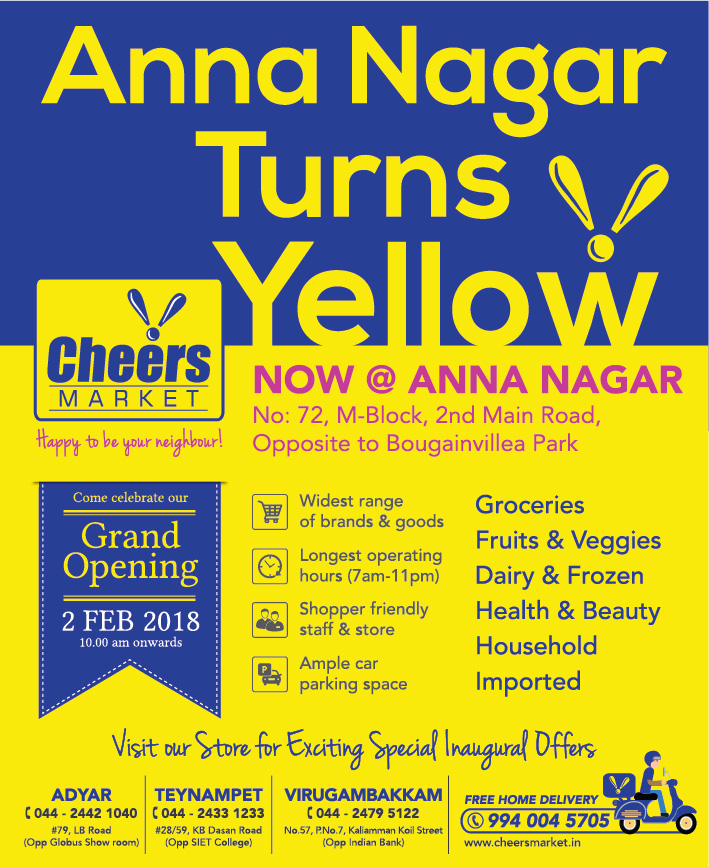 Anna Nagar
Turns
Yellow
Cheers
MARKET
Happy to be your neighbour!
NOW @ ANNA NAGAR
No: 72, M-Block, 2nd Main Road,
Opposite to Bougainvillea Park
Come celebrate our
Grand
Opening
2 FEB 2018
10.00 am onwards
Widest range
of brands & goods
Longest operating
hours (7am-11pm)
Shopper friendly
staff & store
P
Ample car
parking space
Groceries
Fruits & Veggies
Dairy & Frozen
Health & Beauty
Household
Imported
Visit our Store for Exciting Special Inaugural Offers
ADYAR
044 - 2442 1040
#79, LB Road
(Opp Globus Show room)
TEYNAMPET
044 - 2433 1233
#28/59, KB Dasan Road
(Opp SIET College)
VIRUGAMBAKKAM
044 - 2479 5122
No.57, P.No.7, Kaliamman Koil Street
(Opp Indian Bank)
FREE HOME DELIVERY
994 004 5705
www.cheersmarket.in